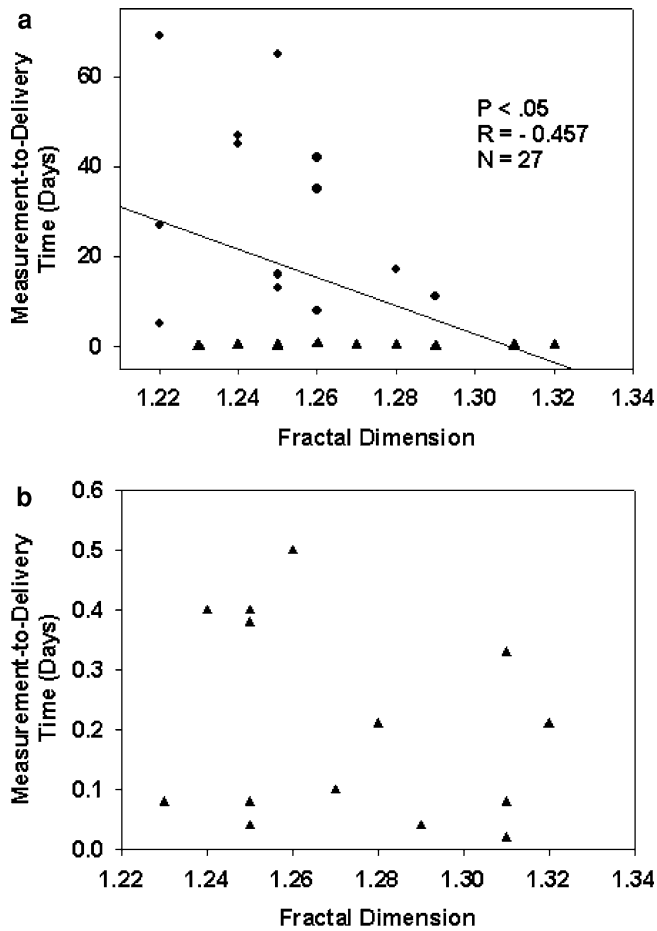 a
Measurement-to-Delivery
Time (Days)
60
40
20
0
P < .05
R = - 0.457
N = 27
1.22 1.24 1.26 1.28 1.30 1.32 1.34
Fractal Dimension
b
Measurement-to-Delivery
Time (Days)
0.6
0.5
0.4
0.3
0.2
0.1
0.0
1.22 1.24 1.26 1.28 1.30 1.32 1.34
Fractal Dimension